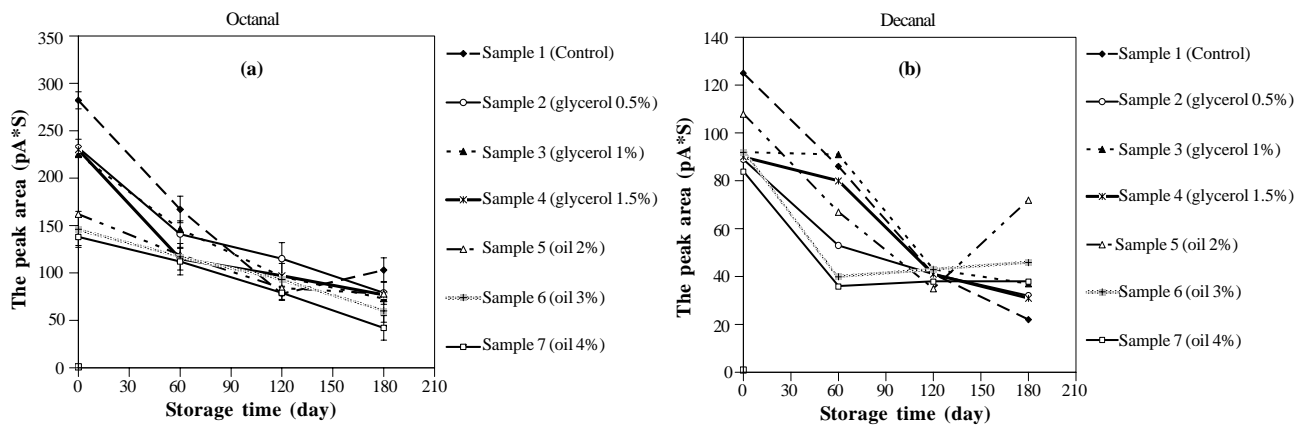 Octanal
(a)
The peak area (pA*S)
350
300
250
200
150
100
50
0
0 30 60 90 120 150 180 210
Storage time (day)
Sample 1 (Control)
Sample 2 (glycerol 0.5%)
Sample 3 (glycerol 1%)
Sample 4 (glycerol 1.5%)
Sample 5 (oil 2%)
Sample 6 (oil 3%)
Sample 7 (oil 4%)
Decanal
(b)
The peak area (pA*S)
140
120
100
80
60
40
20
0
0 30 60 90 120 150 180 210
Storage time (day)
Sample 1 (Control)
Sample 2 (glycerol 0.5%)
Sample 3 (glycerol 1%)
Sample 4 (glycerol 1.5%)
Sample 5 (oil 2%)
Sample 6 (oil 3%)
Sample 7 (oil 4%)